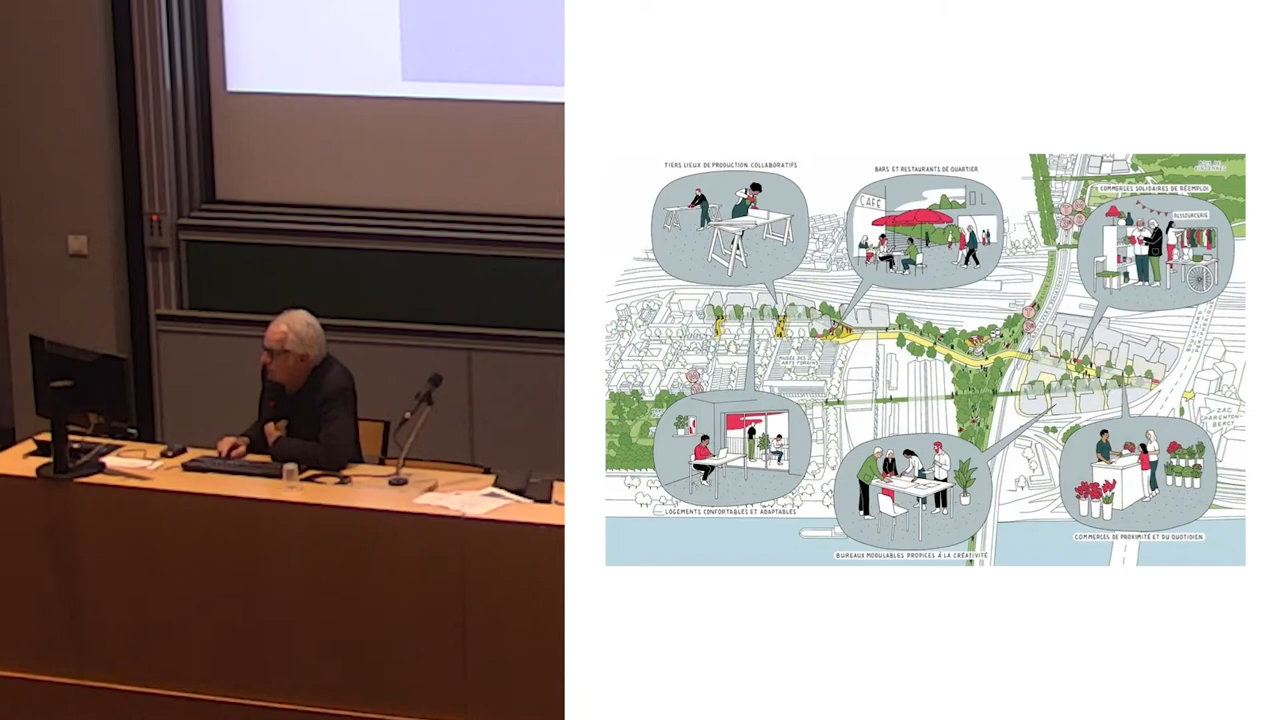 TIERS LIEUX DE PRODUCTION COLLABORATIFS
BARS ET RESTAURANTS DE QUARTIER
CAFÉ
COMMERCES SOLIDAIRES DE RÉEMPLOI
RESSOURCERIE
MUSÉE DES
ARTS FORAINS
ZAC
CHARENTON-
BERCY
LOGEMENTS CONFORTABLES ET ADAPTABLES
BUREAUX MODULABLES PROPICES À LA CRÉATIVITÉ
COMMERCES DE PROXIMITÉ ET DU QUOTIDIEN